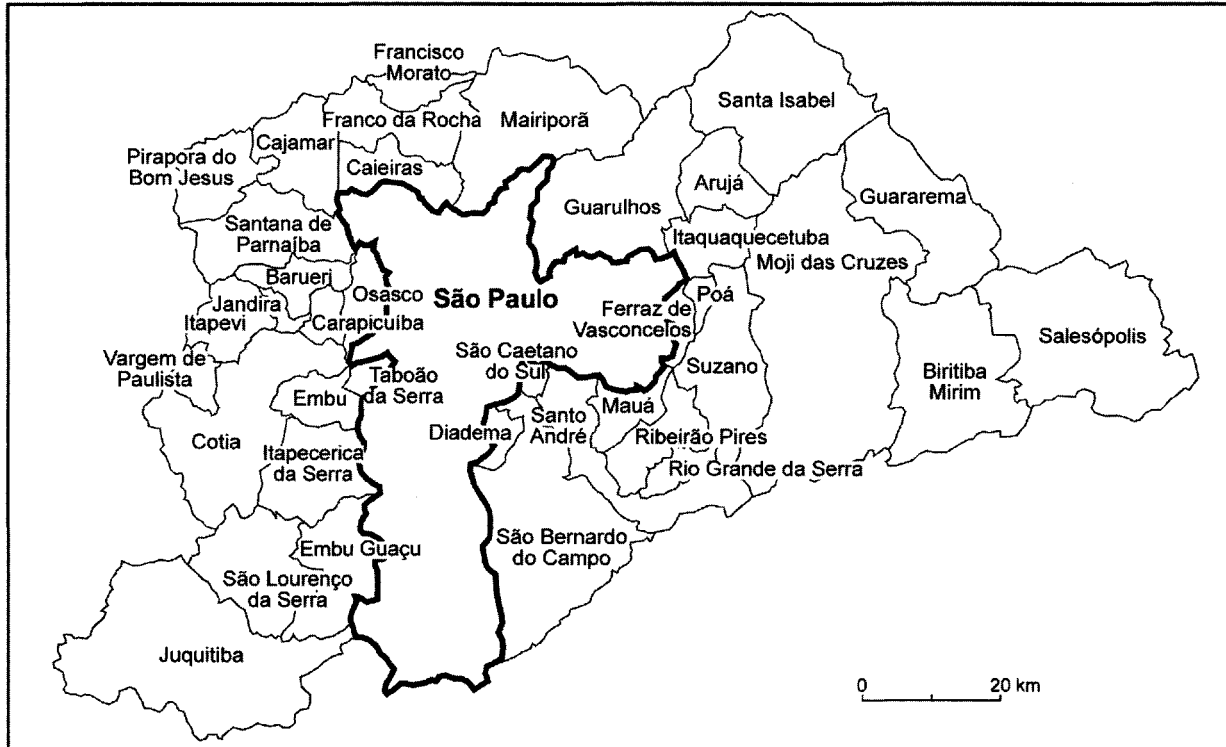 Francisco
Morato
Santa Isabel
Franco da Rocha
Mairiporã
Cajamar
Pirapora do
Bom Jesus
Caieiras
Arujá
Guararema
Guarulhos
Santana de
Parnaíba
Itaquaquecetuba
Moji das Cruzes
Barueri
Osasco
São Paulo
Poá
Jandira
Itapevi
Carapicuíba
Ferraz de
Vasconcelos
Salesópolis
Vargem de
Paulista
São Caetano
do Sul
Suzano
Biritiba
Mirim
Taboão
da Serra
Embu
Mauá
Cotia
Diadema
Santo
André
Ribeirão Pires
Itapecerica
da Serra
Rio Grande da Serra
Embu Guaçu
São Bernardo
do Campo
São Lourenço
da Serra
Juquitiba
0 20 km